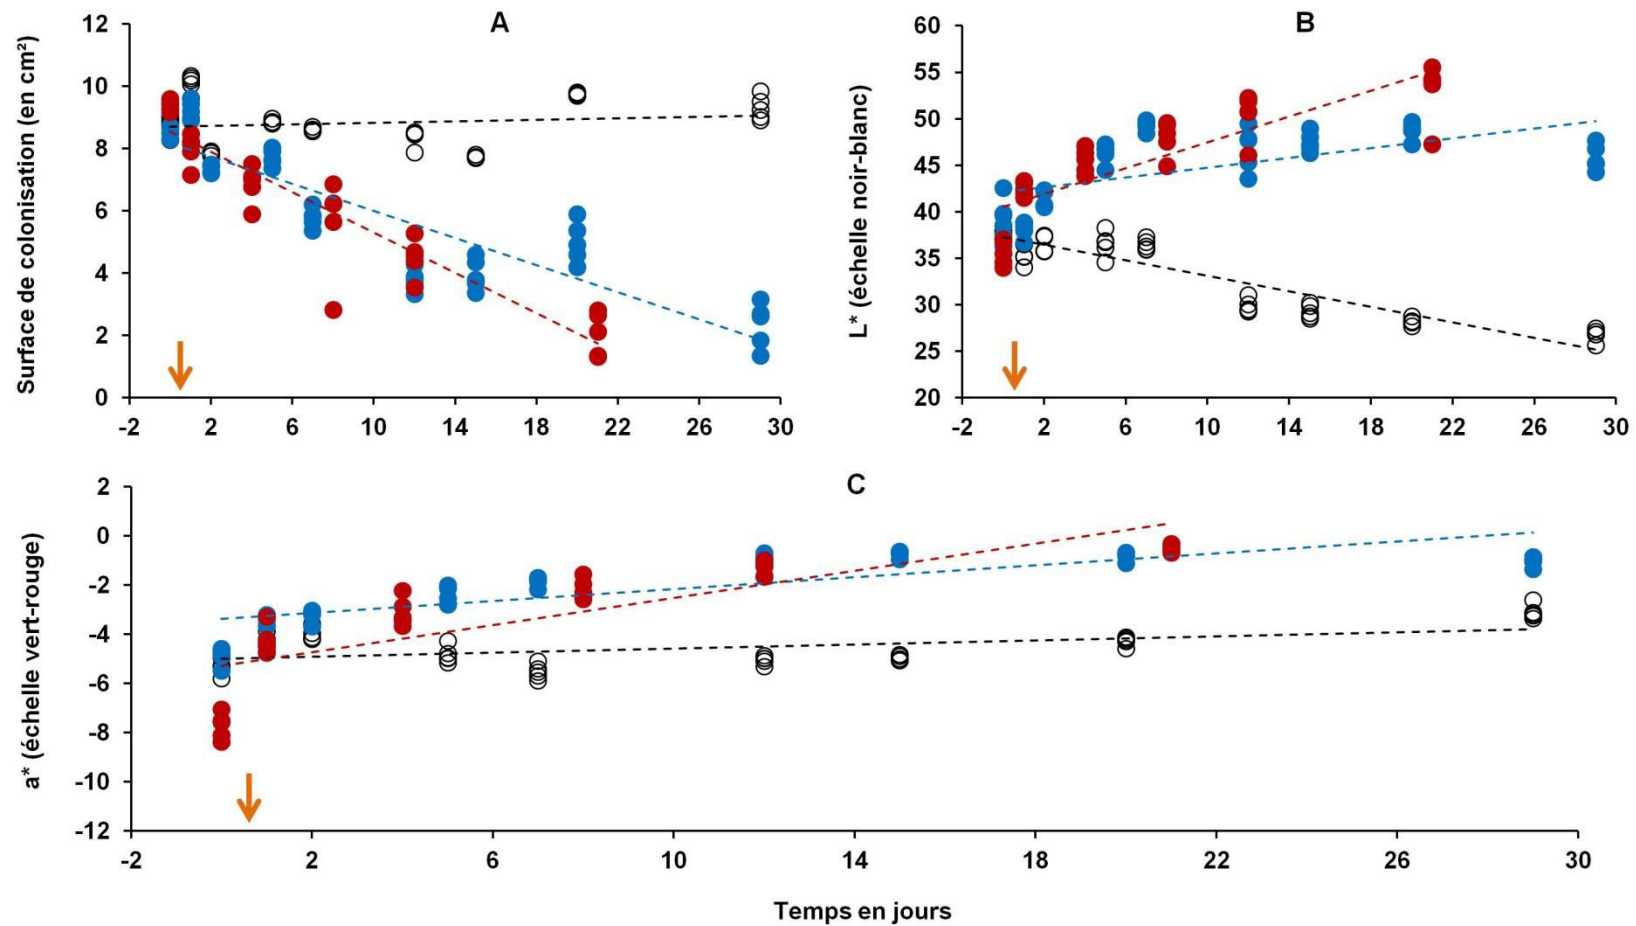 A
Surface de colonisation (en cm²)
12
10
8
6
4
2
0
-2 2 6 10 14 18 22 26 30
B
L* (échelle noir-blanc)
60
55
50
45
40
35
30
25
20
-2 2 6 10 14 18 22 26 30
C
a* (échelle vert-rouge)
2
0
-2
-4
-6
-8
-10
-12
-2 2 6 10 14 18 22 26 30
Temps en jours